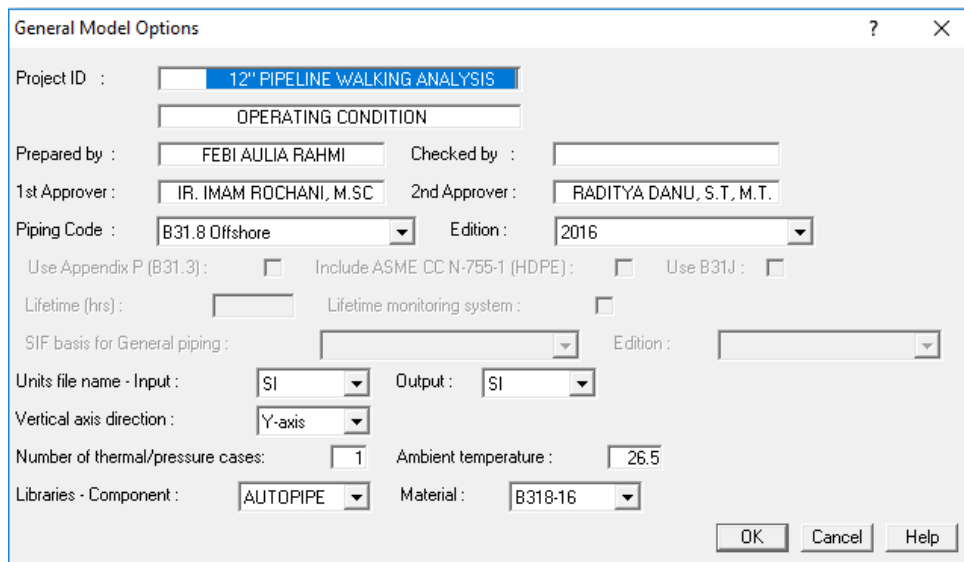 General Model Options ? X
Project ID : 12" PIPELINE WALKING ANALYSIS
OPERATING CONDITION
Prepared by : FEBI AULIA RAHMI Checked by :
1st Approver : IR. IMAM ROCHANI, M.SC 2nd Approver : RADITYA DANU, S.T, M.T.
Piping Code : B31.8 Offshore Edition : 2016
Use Appendix P (B31.3) : Include ASME CC N-755-1 (HDPE) : Use B31J :
Lifetime (hrs) : Lifetime monitoring system :
SIF basis for General piping : Edition :
Units file name - Input : SI Output : SI
Vertical axis direction : Y-axis
Number of thermal/pressure cases: 1 Ambient temperature : 26.5
Libraries - Component : AUTOPIPE Material : B318-16
OK Cancel Help